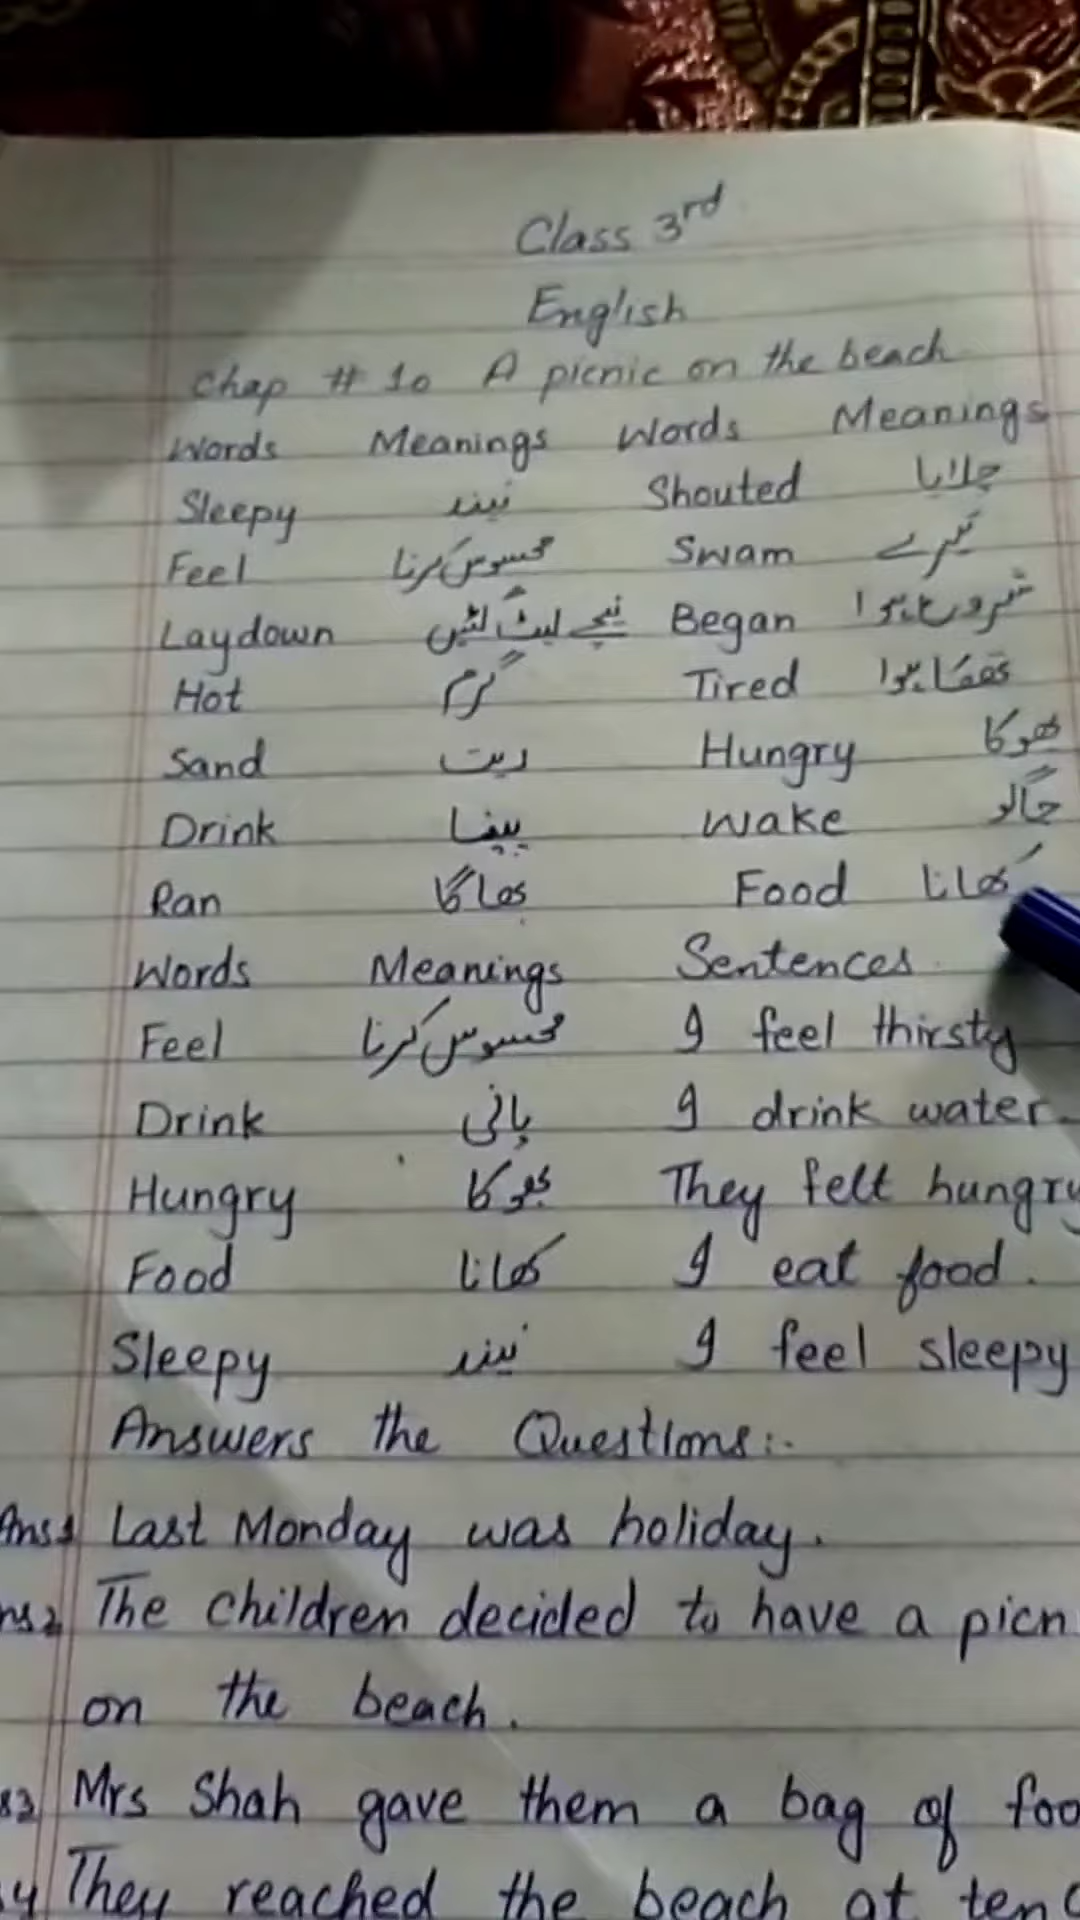 Class 3rd
English
Chap # 10 A picnic on the beach
Words Meanings Words Meanings
Sleepy نیند Shouted چلایا
Feel محسوس کرنا Swam تیرے
Laydown نیچے لیٹ Began شروع ہوا
Hot گرم Tired تھکا ہوا
Sand ریت Hungry بھوکا
Drink پینا Wake جاگو
Ran بھاگا Food کھانا
Words Meanings Sentences
Feel محسوس کرنا I feel thirsty
Drink پانی I drink water.
Hungry بھوکا They felt hungry
Food کھانا I eat food.
Sleepy نیند I feel sleepy
Answers the Questions:-
Ans1 Last Monday was holiday.
ns2 The children decided to have a picn
on the beach.
s3 Mrs Shah gave them a bag of foo
s4 They reached the beach at ten